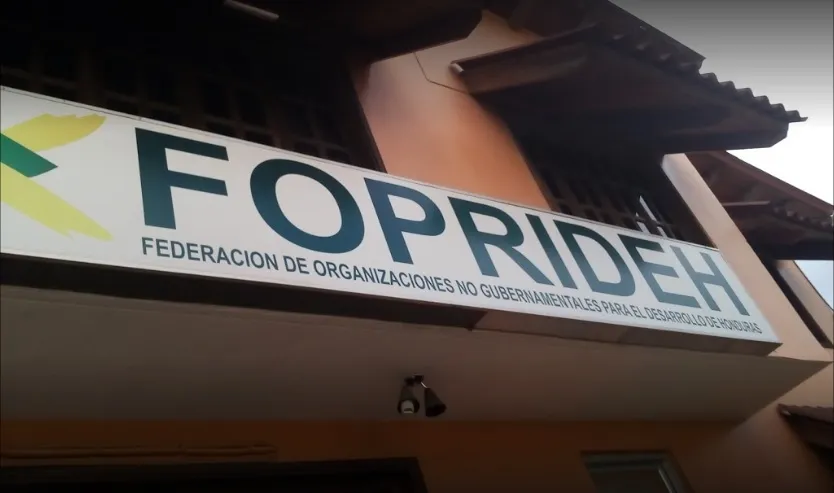 FOPRIDEH
FEDERACION DE ORGANIZACIONES NO GUBERNAMENTALES PARA EL DESARROLLO DE HONDURAS